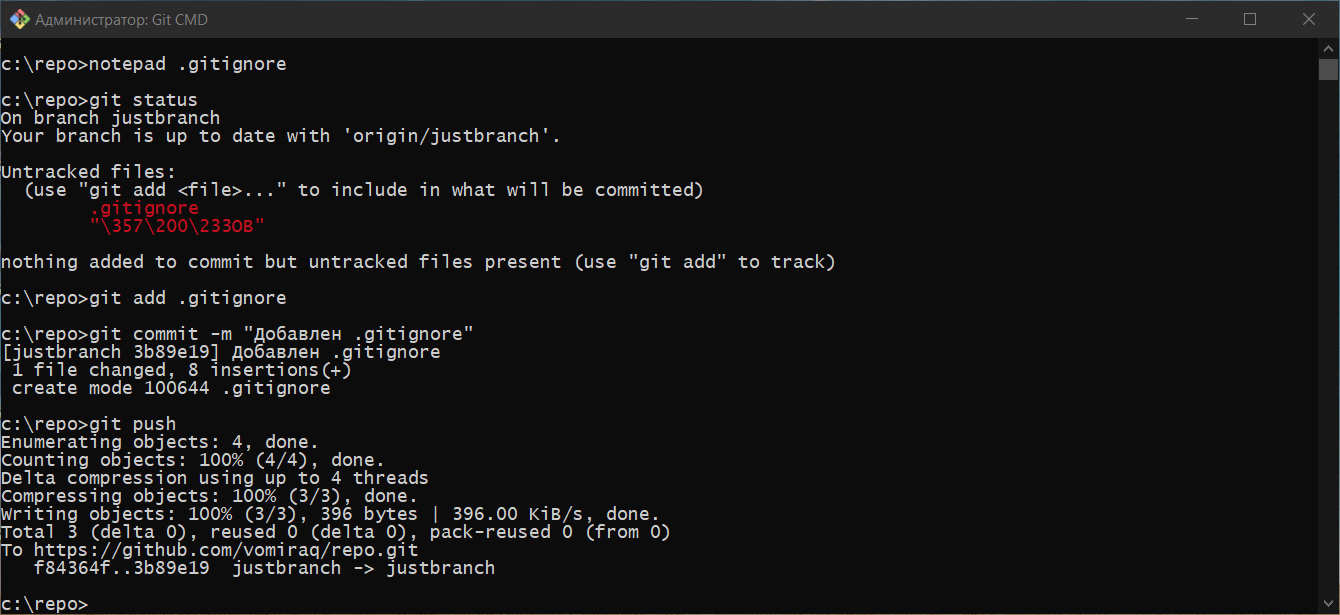 Администратор: Git CMD
c:\repo>notepad .gitignore
c:\repo>git status
On branch justbranch
Your branch is up to date with 'origin/justbranch'.
Untracked files:
(use "git add <file>..." to include in what will be committed)
.gitignore
"\357\200\233OB"
nothing added to commit but untracked files present (use "git add" to track)
c:\repo>git add .gitignore
c:\repo>git commit -m "Добавлен .gitignore"
[justbranch 3b89e19] Добавлен .gitignore
1 file changed, 8 insertions(+)
create mode 100644 .gitignore
c:\repo>git push
Enumerating objects: 4, done.
Counting objects: 100% (4/4), done.
Delta compression using up to 4 threads
Compressing objects: 100% (3/3), done.
Writing objects: 100% (3/3), 396 bytes | 396.00 KiB/s, done.
Total 3 (delta 0), reused 0 (delta 0), pack-reused 0 (from 0)
To https://github.com/vomiraq/repo.git
f84364f..3b89e19  justbranch -> justbranch
c:\repo>